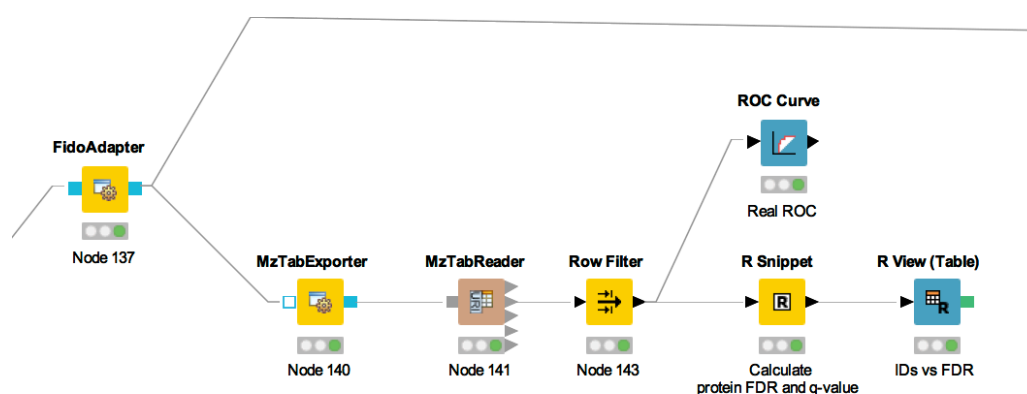 ROC Curve
FidoAdapter
Real ROC
Node 137
MzTabExporter
MzTabReader
Row Filter
R Snippet
R View (Table)
R
R
Node 140
Node 141
Node 143
Calculate
protein FDR and q-value
IDs vs FDR